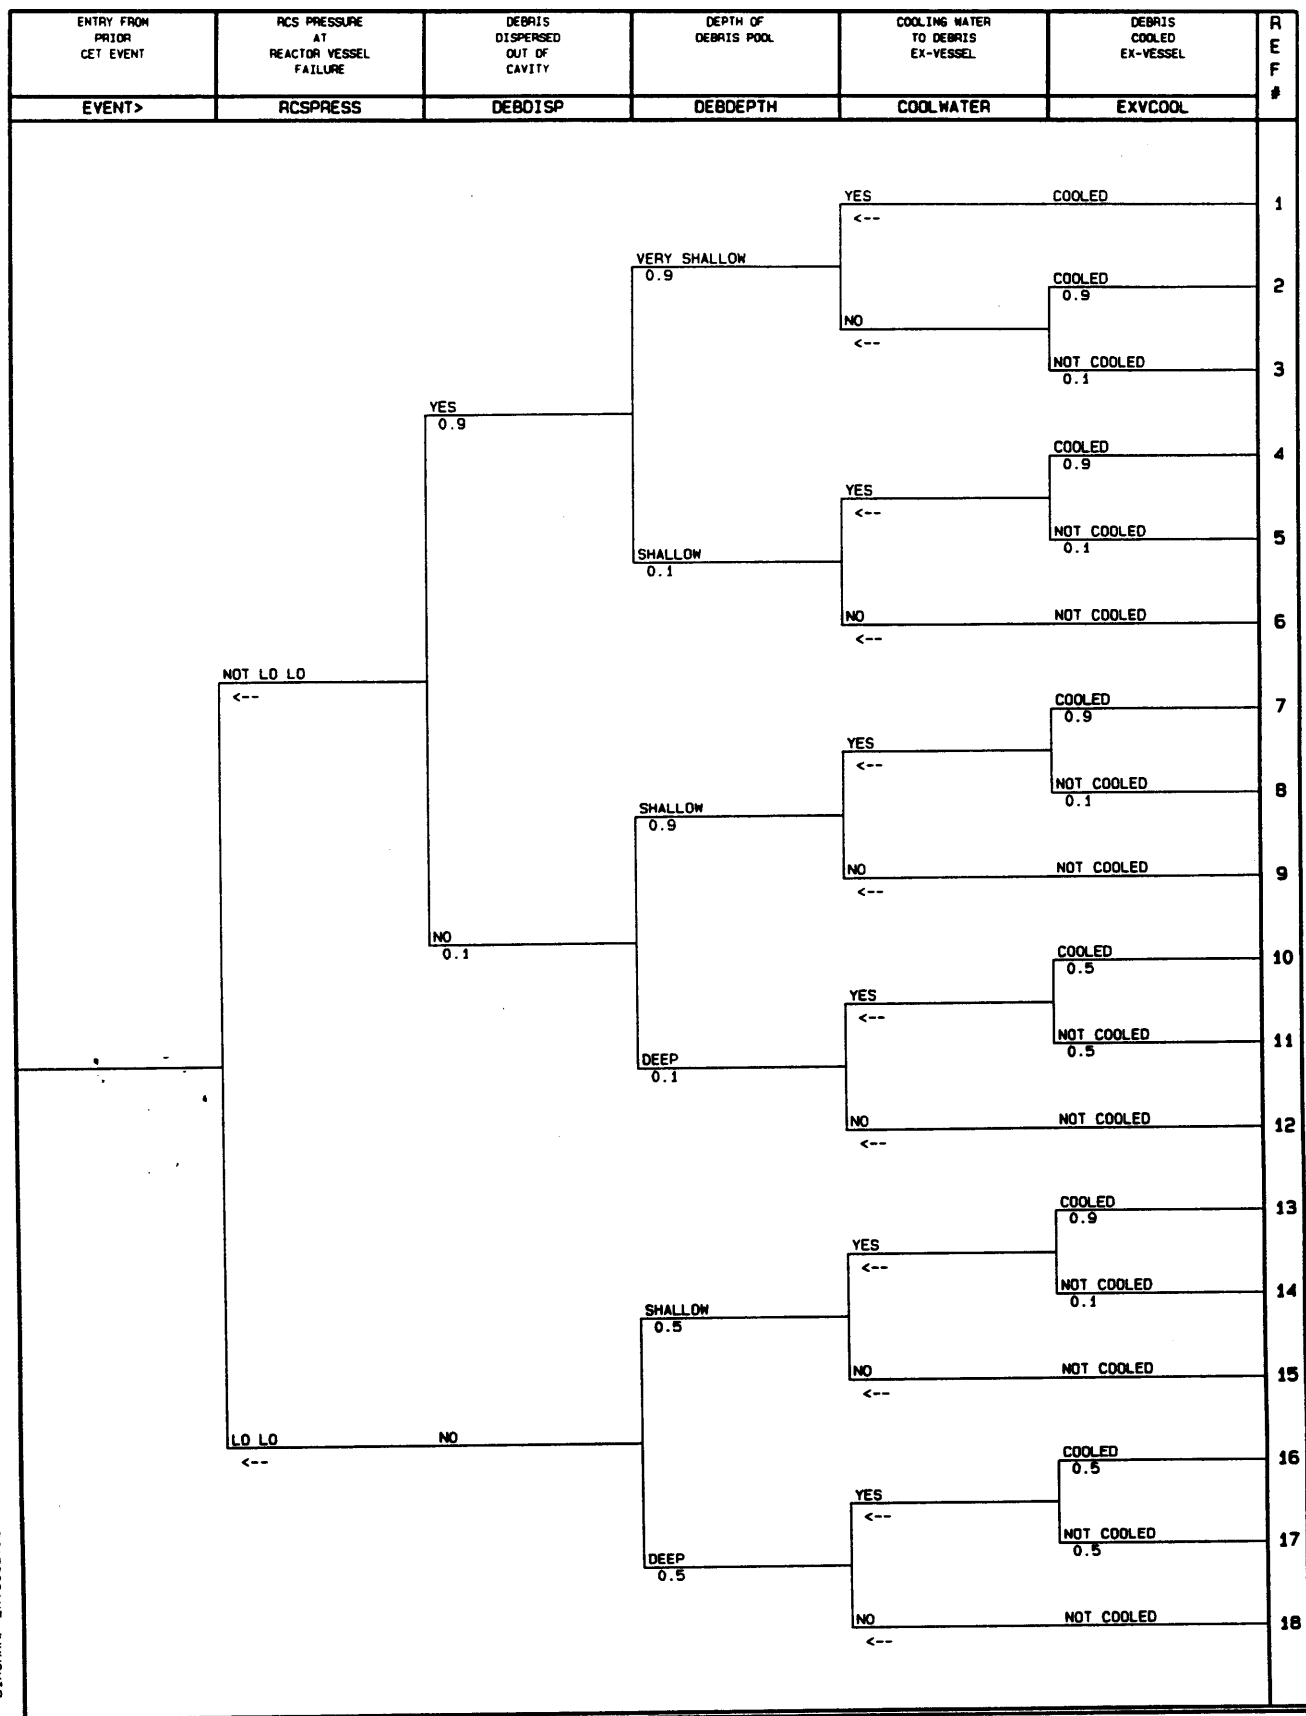 ENTRY FROM
PRIOR
CET EVENT
RCS PRESSURE
AT
REACTOR VESSEL
FAILURE
DEBRIS
DISPERSED
OUT OF
CAVITY
DEPTH OF
DEBRIS POOL
COOLING WATER
TO DEBRIS
EX-VESSEL
DEBRIS
COOLED
EX-VESSEL
R
E
F
#
EVENT>
RCSPRESS
DEBDISP
DEBDEPTH
COOLWATER
EXVCOOL
YES
<--
COOLED
1
VERY SHALLOW
0.9
COOLED
0.9
2
NO
<--
NOT COOLED
0.1
3
YES
0.9
COOLED
0.9
4
YES
<--
NOT COOLED
0.1
5
SHALLOW
0.1
NO
<--
NOT COOLED
6
NOT LO LO
<--
COOLED
0.9
7
YES
<--
NOT COOLED
0.1
8
SHALLOW
0.9
NO
<--
NOT COOLED
9
NO
0.1
COOLED
0.5
10
YES
<--
NOT COOLED
0.5
11
DEEP
0.1
NO
<--
NOT COOLED
12
COOLED
0.9
13
YES
<--
NOT COOLED
0.1
14
SHALLOW
0.5
NO
<--
NOT COOLED
15
LO LO
<--
NO
COOLED
0.5
16
YES
<--
NOT COOLED
0.5
17
DEEP
0.5
NO
<--
NOT COOLED
18